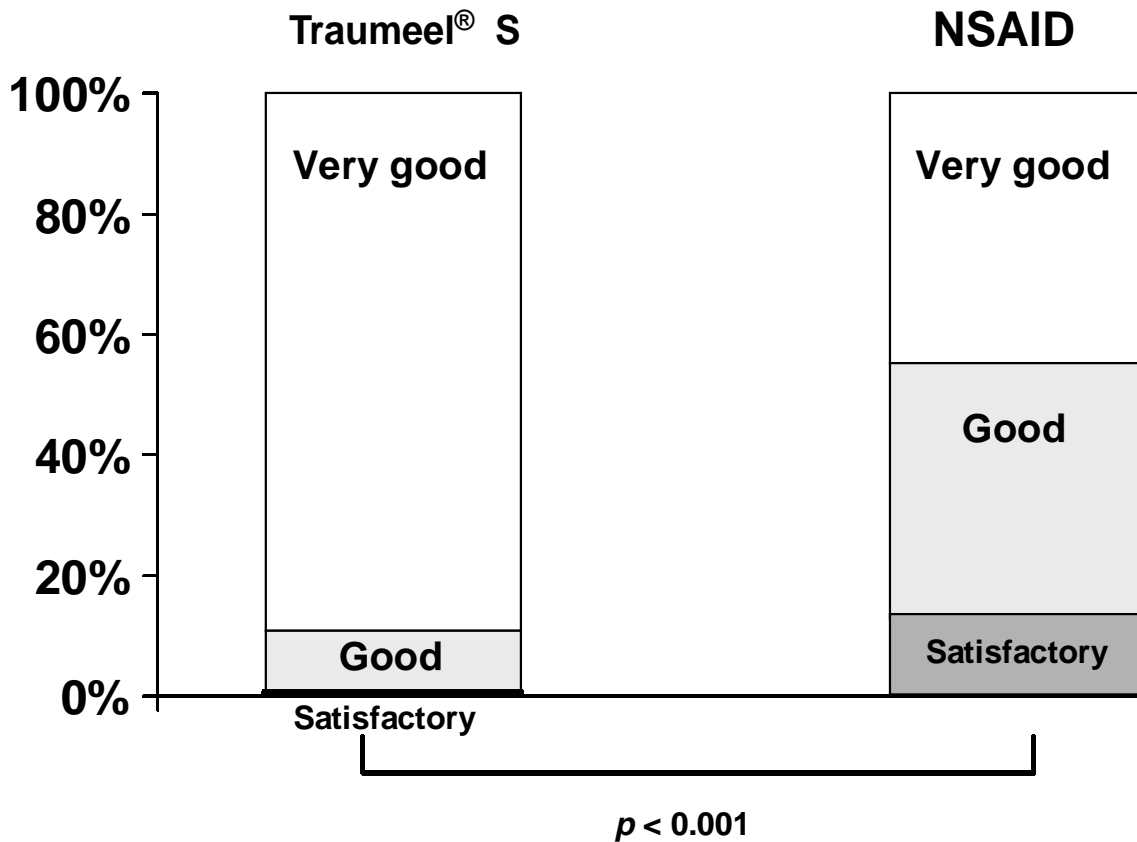 Traumeel® S
NSAID
100%
80%
60%
40%
20%
0%
Very good
Good
Satisfactory
Very good
Good
Satisfactory
p < 0.001